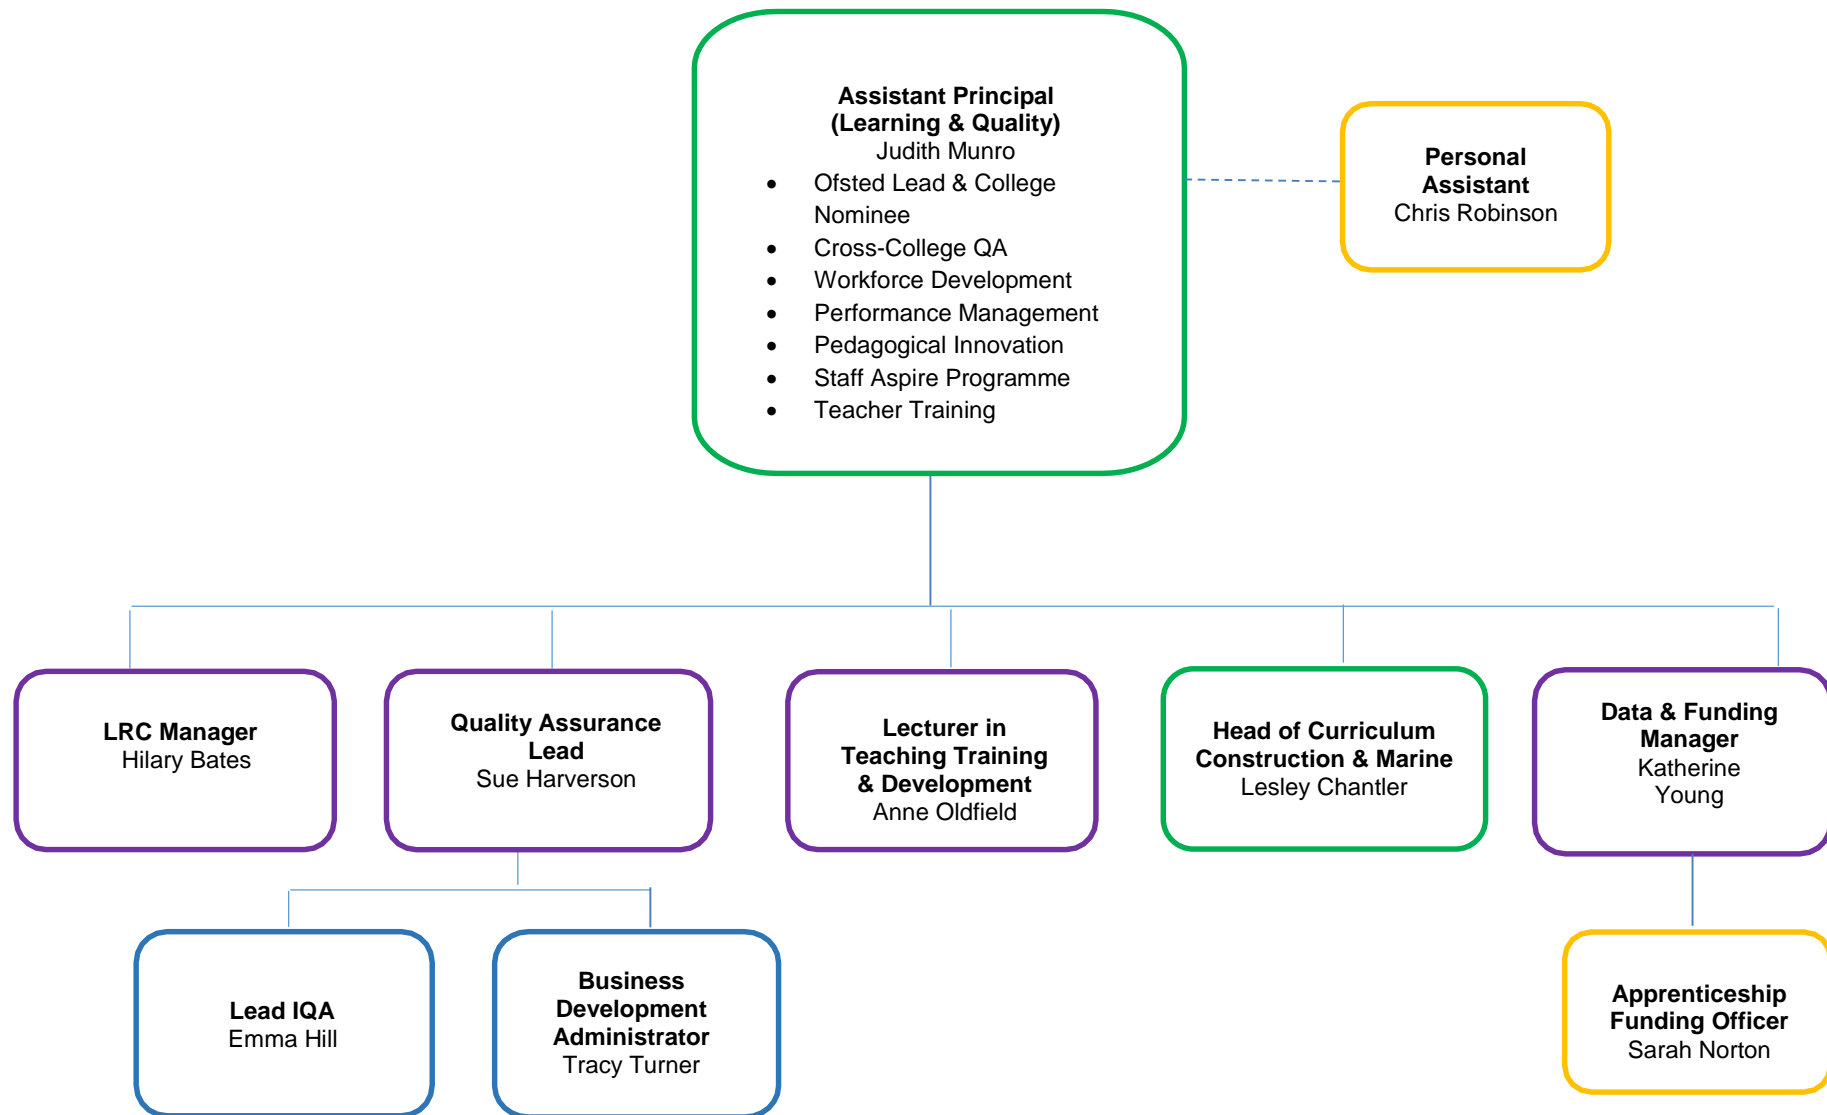 Assistant Principal
(Learning & Quality)
Judith Munro
• Ofsted Lead & College
Nominee
• Cross-College QA
• Workforce Development
• Performance Management
• Pedagogical Innovation
• Staff Aspire Programme
• Teacher Training
Personal
Assistant
Chris Robinson
LRC Manager
Hilary Bates
Quality Assurance
Lead
Sue Harverson
Lecturer in
Teaching Training
& Development
Anne Oldfield
Head of Curriculum
Construction & Marine
Lesley Chantler
Data & Funding
Manager
Katherine
Young
Lead IQA
Emma Hill
Business
Development
Administrator
Tracy Turner
Apprenticeship
Funding Officer
Sarah Norton